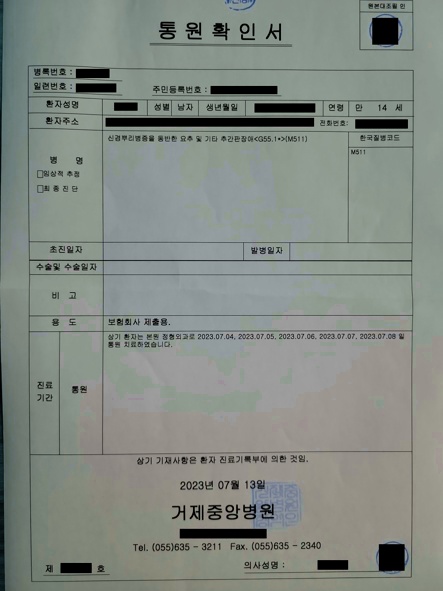 통원확인서
원본대조필 인
병록번호 :
일련번호 :
주민등록번호 :
환자성명 성별 남자 생년월일 연령 만 14 세
환자주소 전화번호:
병 명
신경뿌리병증을 동반한 요추 및 기타 추간판장애<G55.1*>(M511)
한국질병코드
M511
□임상적 추정
□최종진단
초진일자 발병일자
수술및 수술일자
비 고
용 도 보험회사 제출용.
진료
기간
통원
상기 환자는 본원 정형외과로 2023.07.04, 2023.07.05, 2023.07.06, 2023.07.07, 2023.07.08 일
통원 치료하였습니다.
상기 기재사항은 환자 진료기록부에 의한 것임.
2023년 07월 13일
거제중앙병원
Tel. (055)635 - 3211 Fax. (055)635 - 2340
제 호 의사성명 :